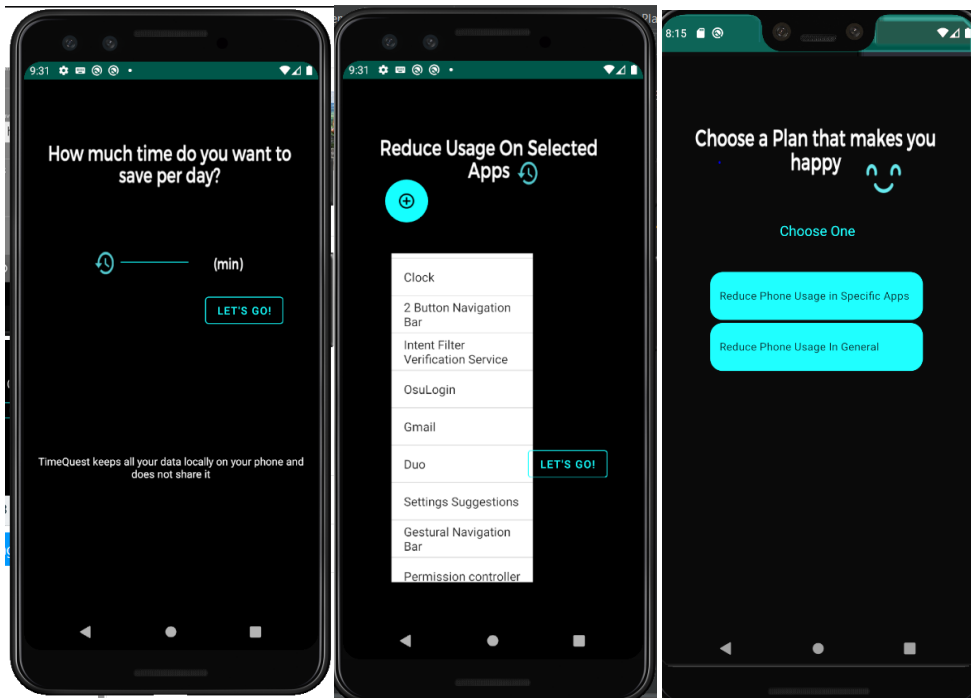 9:31
How much time do you want to
save per day?
(min)
LET'S GO!
TimeQuest keeps all your data locally on your phone and
does not share it
9:31
Reduce Usage On Selected
Apps
Clock
2 Button Navigation
Bar
Intent Filter
Verification Service
OsuLogin
Gmail
Duo
LET'S GO!
Settings Suggestions
Gestural Navigation
Bar
Permission controller
8:15
Choose a Plan that makes you
happy
Choose One
Reduce Phone Usage in Specific Apps
Reduce Phone Usage In General